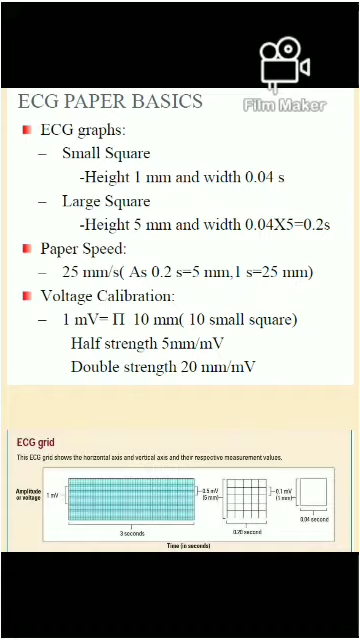 Film Maker
ECG PAPER BASICS
ECG graphs:
– Small Square
-Height 1 mm and width 0.04 s
– Large Square
-Height 5 mm and width 0.04X5=0.2s
Paper Speed:
– 25 mm/s( As 0.2 s=5 mm,1 s=25 mm)
Voltage Calibration:
– 1 mV= Π 10 mm( 10 small square)
Half strength 5mm/mV
Double strength 20 mm/mV
ECG grid
This ECG grid shows the horizontal axis and vertical axis and their respective measurement values.
Amplitude
or voltage
1 mV
0.5 mV
(5 mm)
0.1 mV
(1 mm)
3 seconds
0.20 second
0.04 second
Time (in seconds)